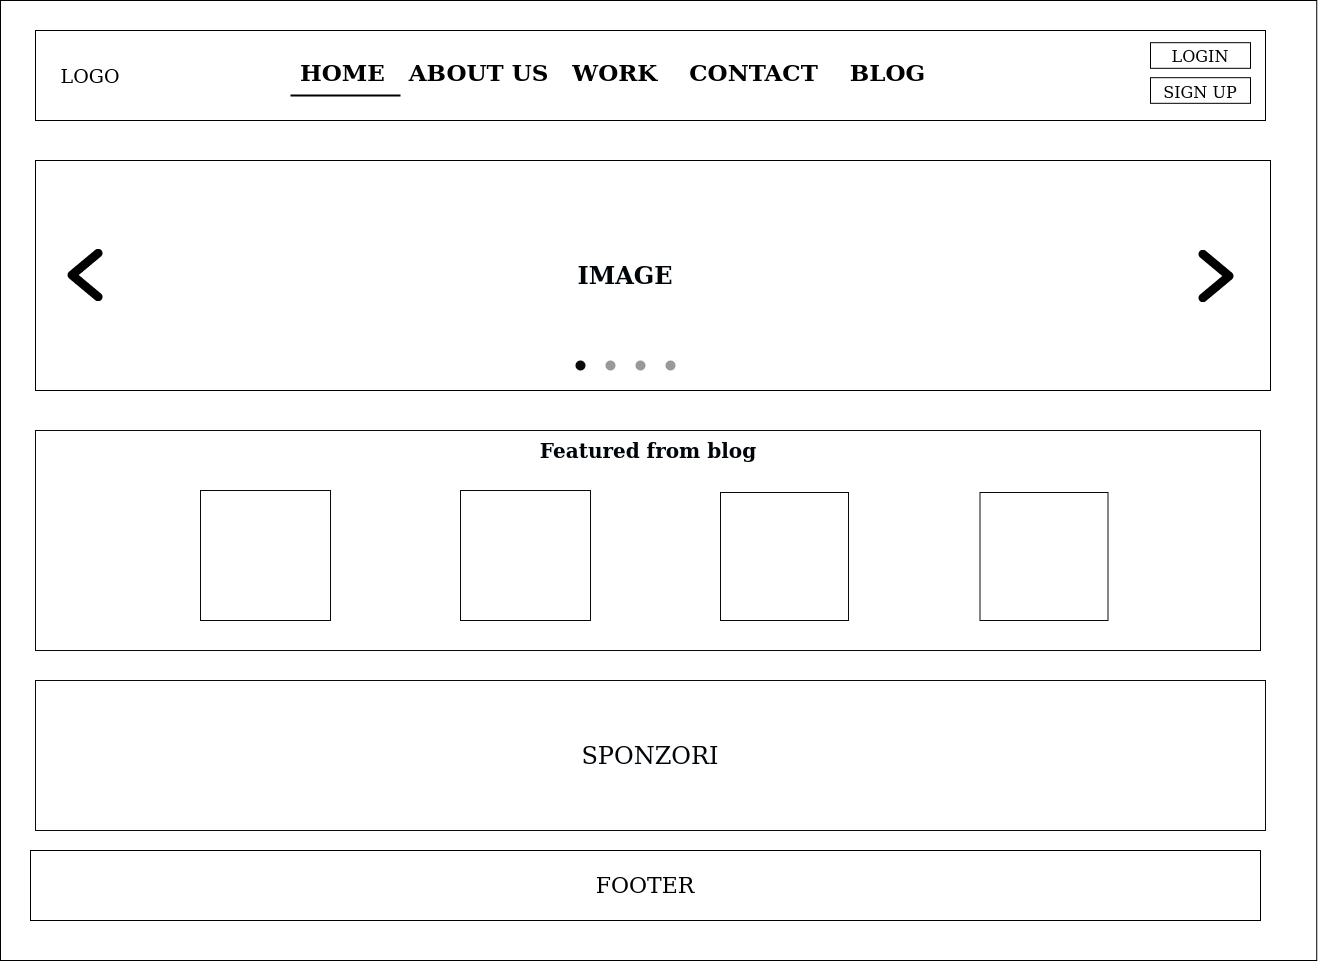 LOGO HOME ABOUT US WORK CONTACT BLOG
LOGIN
SIGN UP
IMAGE
Featured from blog
SPONZORI
FOOTER